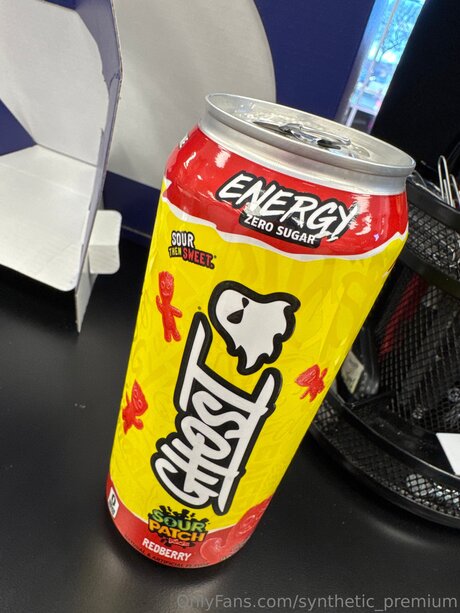 ENERGY
ZERO SUGAR
SOUR
THEN SWEET.
GHOST
SOUR
PATCH
KIDS
REDBERRY
OnlyFans.com/synthetic_premium